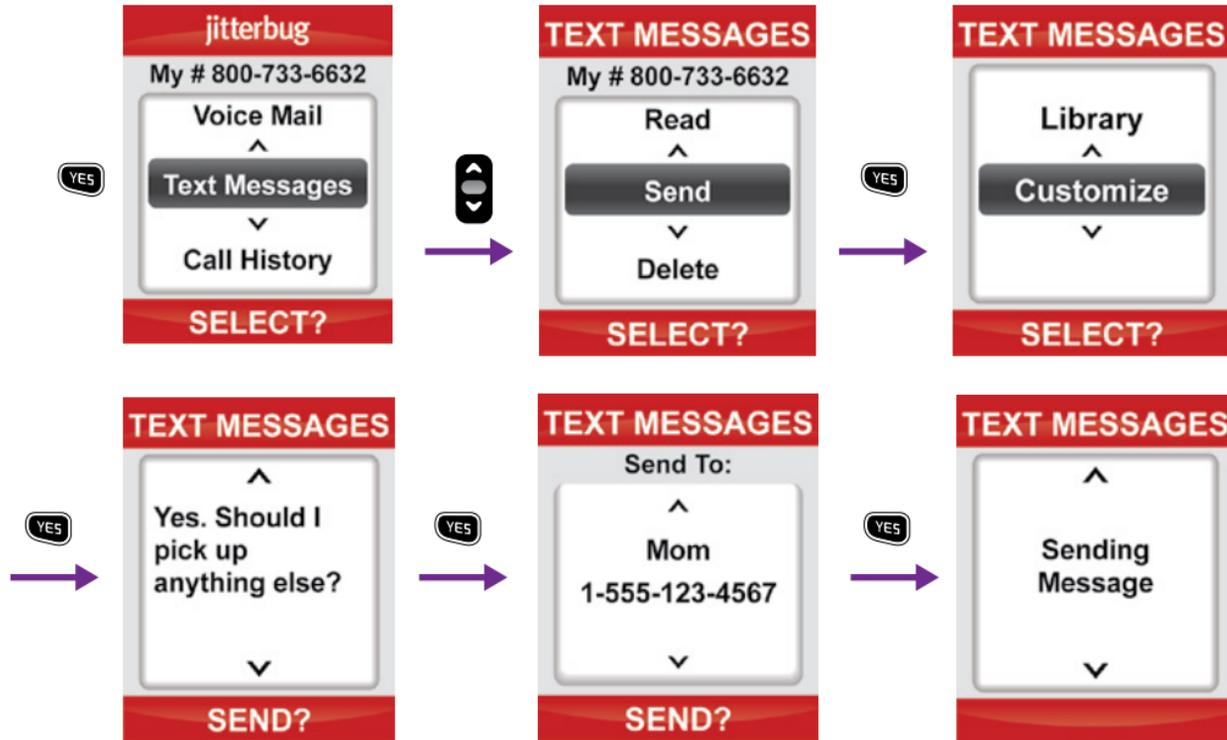 jitterbug
My # 800-733-6632
Voice Mail
YES
Text Messages
Call History
SELECT?
TEXT MESSAGES
My # 800-733-6632
Read
Send
Delete
SELECT?
YES
TEXT MESSAGES
Library
Customize
SELECT?
YES
TEXT MESSAGES
Yes. Should I
pick up
anything else?
SEND?
YES
TEXT MESSAGES
Send To:
Mom
1-555-123-4567
SEND?
YES
TEXT MESSAGES
Sending
Message